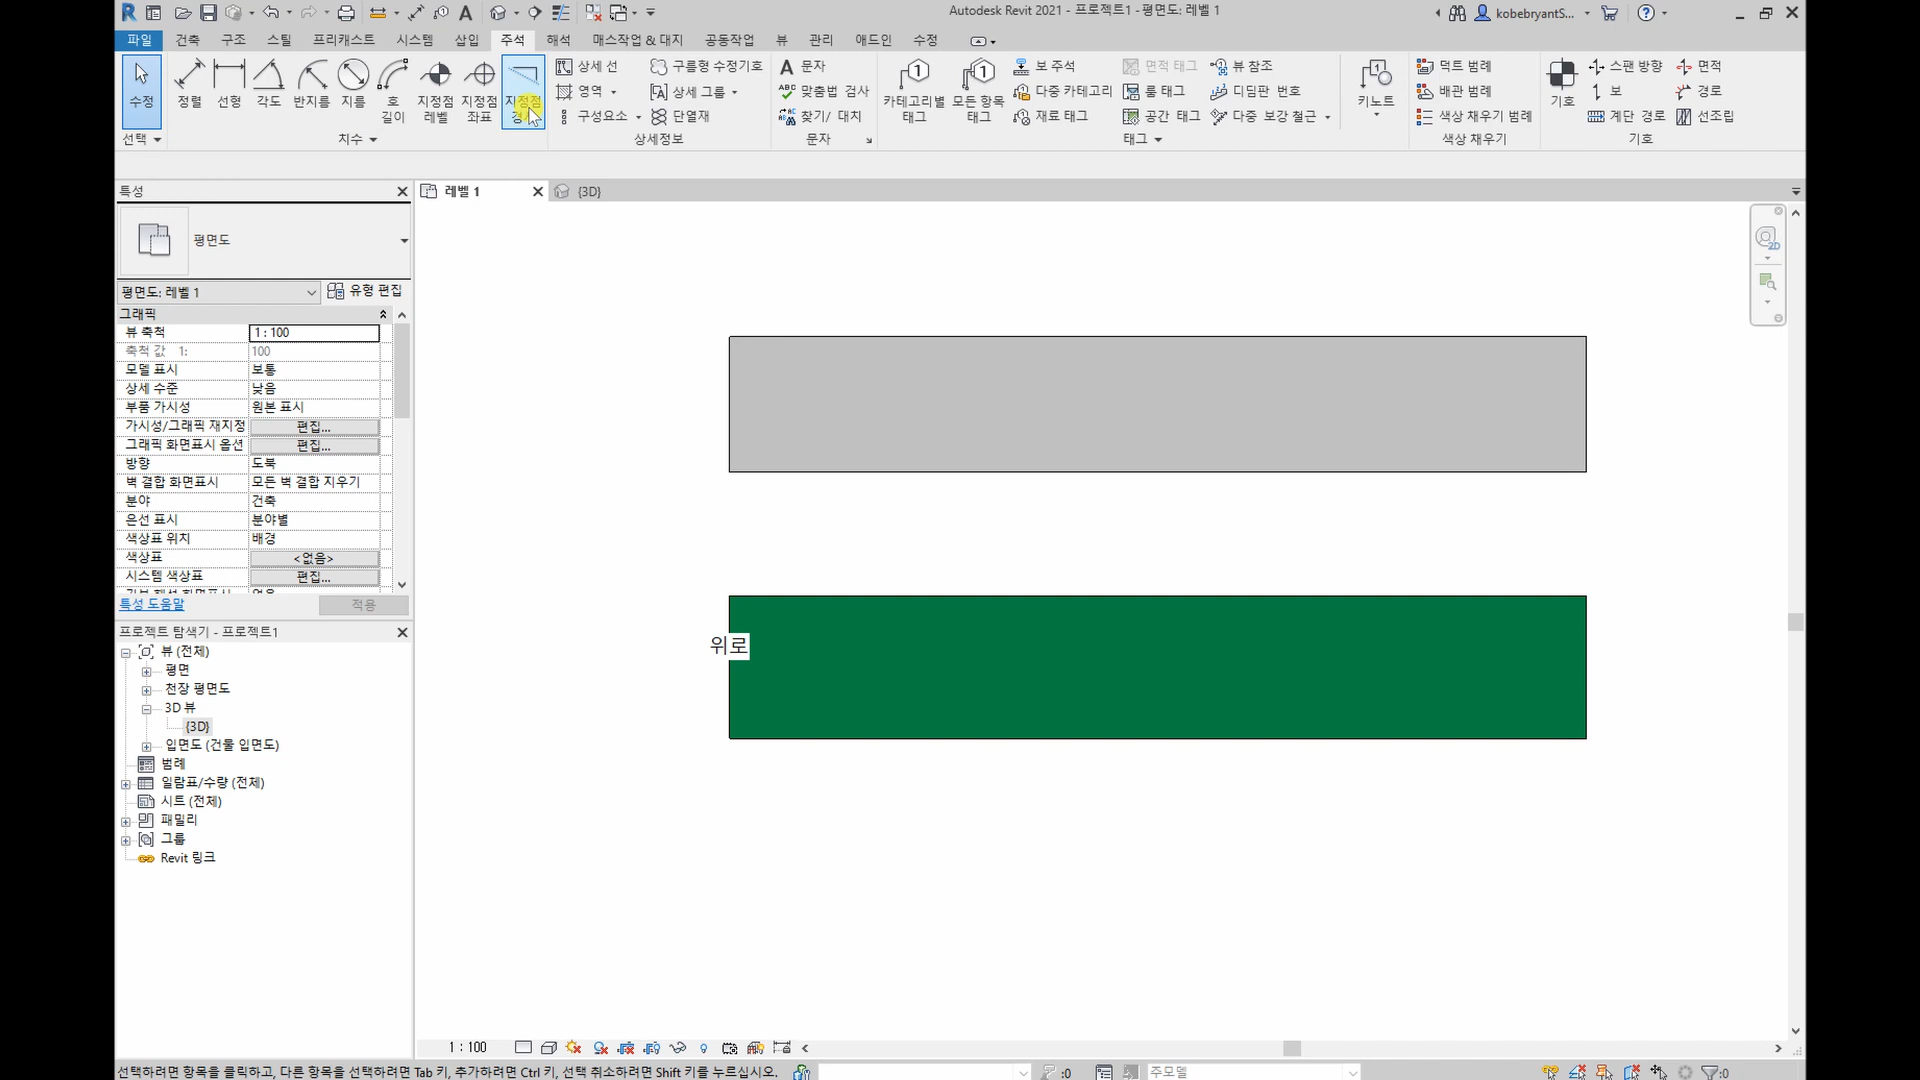 Autodesk Revit 2021 - 프로젝트1 - 평면도: 레벨 1
kobebryantS...
파일 건축 구조 스틸 프리캐스트 시스템 삽입 주석 해석 매스작업 & 대지 공동작업 뷰 관리 애드인 수정
수정
정렬 선형 각도 반지름 지름 호 길이 지정점 레벨 지정점 좌표 지정점
상세 선
영역
구성요소
구름형 수정기호
상세 그룹
단열재
문자
맞춤법 검사
찾기/ 대치
카테고리별 태그
모든 항목 태그
보 주석
다중 카테고리
재료 태그
면적 태그
룸 태그
공간 태그
뷰 참조
디딤판 번호
다중 보강 철근
키노트
덕트 범례
배관 범례
색상 채우기 범례
기호
스팬 방향
보
계단 경로
면적
경로
선조립
선택 치수 상세정보 문자 태그 색상 채우기 기호
특성
레벨 1
{3D}
평면도
평면도: 레벨 1
유형 편집
그래픽
뷰 축척 1 : 100
축척 값 1: 100
모델 표시 보통
상세 수준 낮음
부품 가시성 원본 표시
가시성/그래픽 재지정 편집...
그래픽 화면표시 옵션 편집...
방향 도북
벽 결합 화면표시 모든 벽 결합 지우기
분야 건축
은선 표시 분야별
색상표 위치 배경
색상표 <없음>
시스템 색상표 편집...
특성 도움말
적용
프로젝트 탐색기 - 프로젝트1
뷰 (전체)
평면
천장 평면도
3D 뷰
{3D}
입면도 (건물 입면도)
범례
일람표/수량 (전체)
시트 (전체)
패밀리
그룹
Revit 링크
위로
2D
1 : 100
선택하려면 항목을 클릭하고, 다른 항목을 선택하려면 Tab 키, 추가하려면 Ctrl 키, 선택 취소하려면 Shift 키를 누르십시오.
:0
주모델
:0